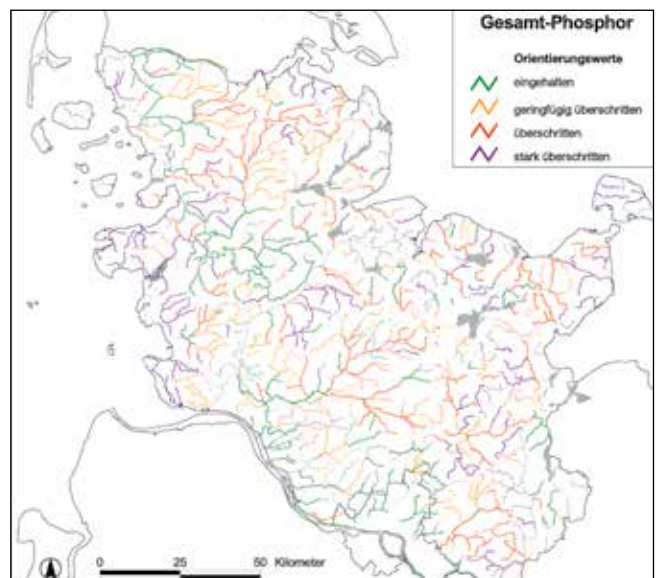 Gesamt-Phosphor
Orientierungswerte
eingehalten
geringfügig überschritten
überschritten
stark überschritten
0 25 50 Kilometer